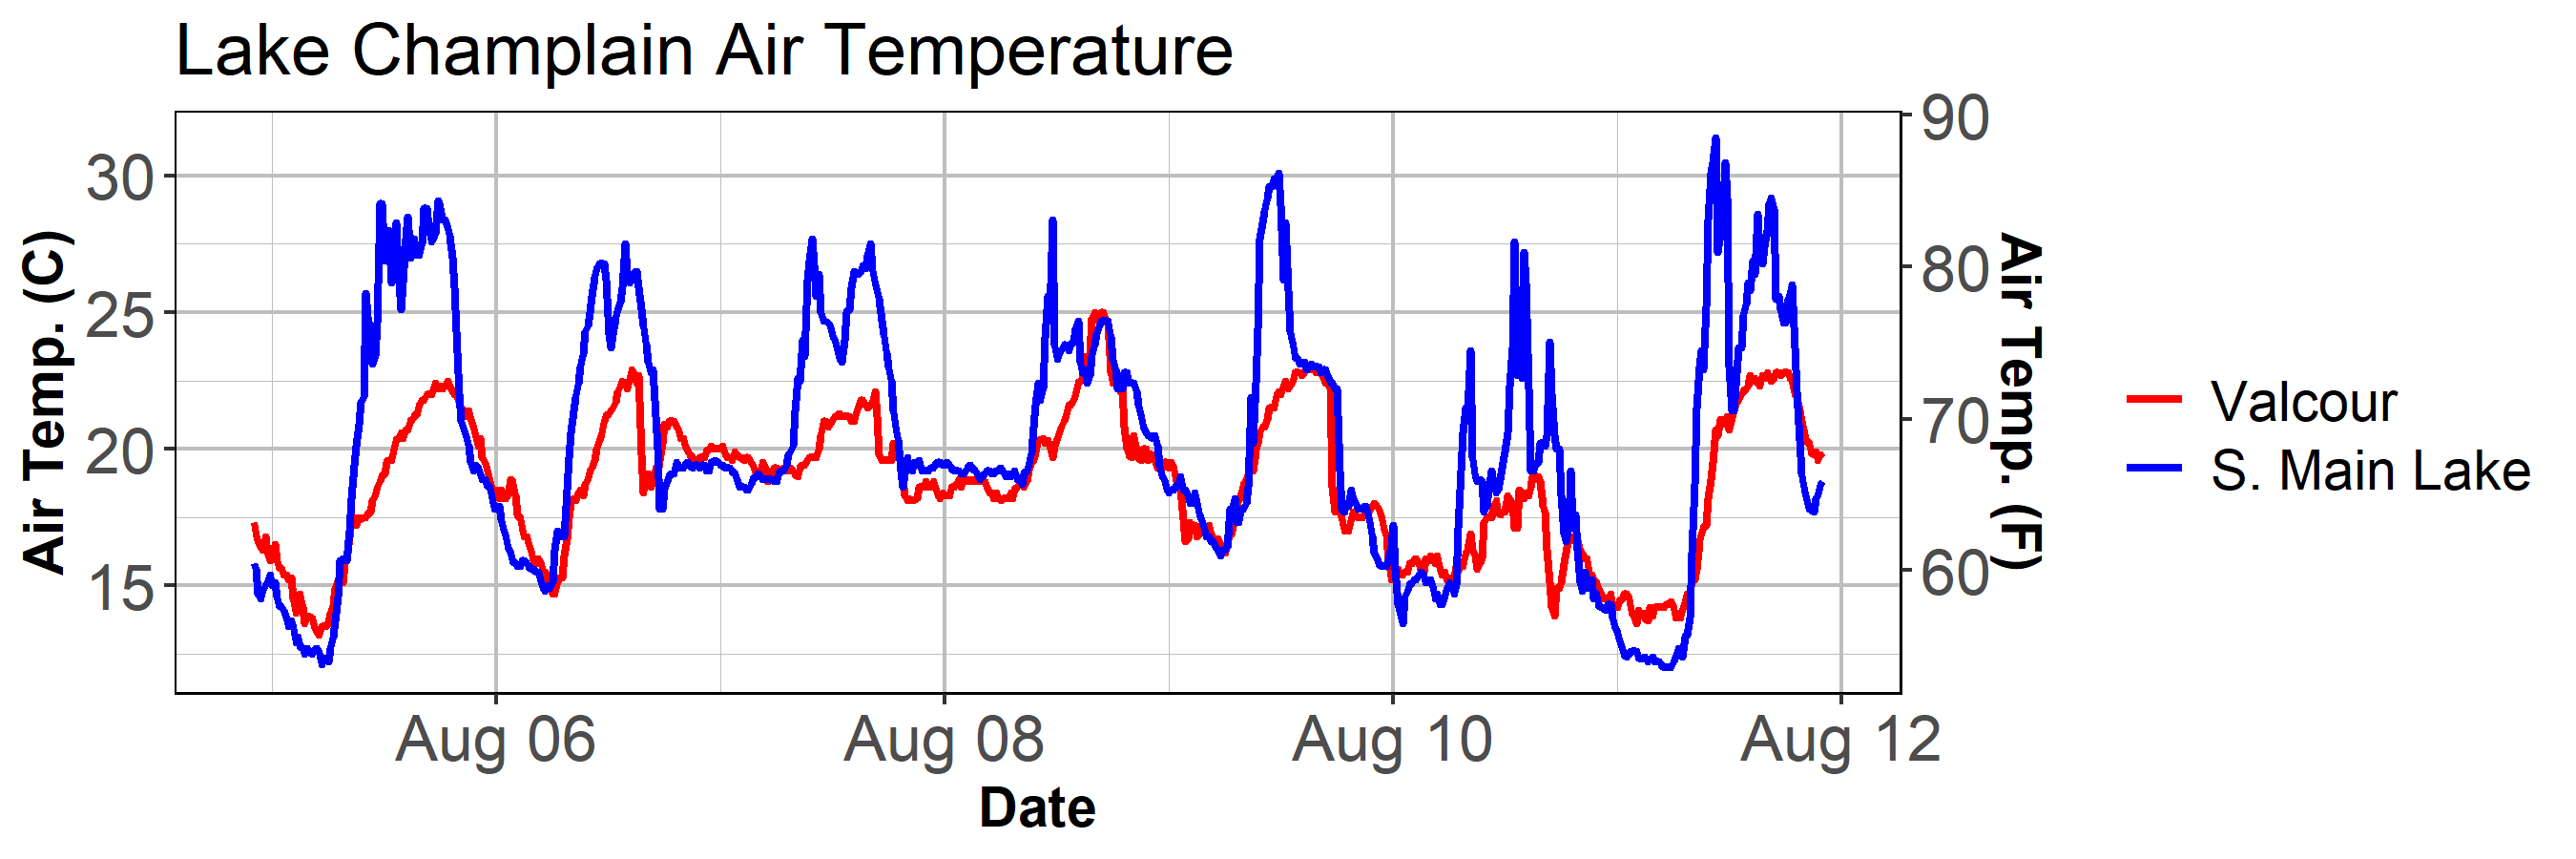 Lake Champlain Air Temperature
Air Temp. (C)
30
25
20
15
90
80
70
60
Air Temp. (F)
Aug 06
Aug 08
Aug 10
Aug 12
Date
Valcour
S. Main Lake